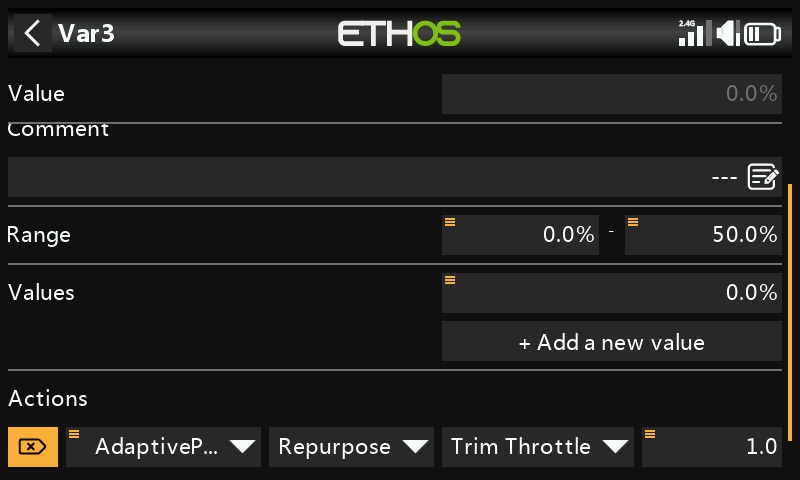 Var3 ETHOS 2.4G
Value 0.0%
Comment
---
Range 0.0% - 50.0%
Values 0.0%
+ Add a new value
Actions
AdaptiveP... Repurpose Trim Throttle 1.0